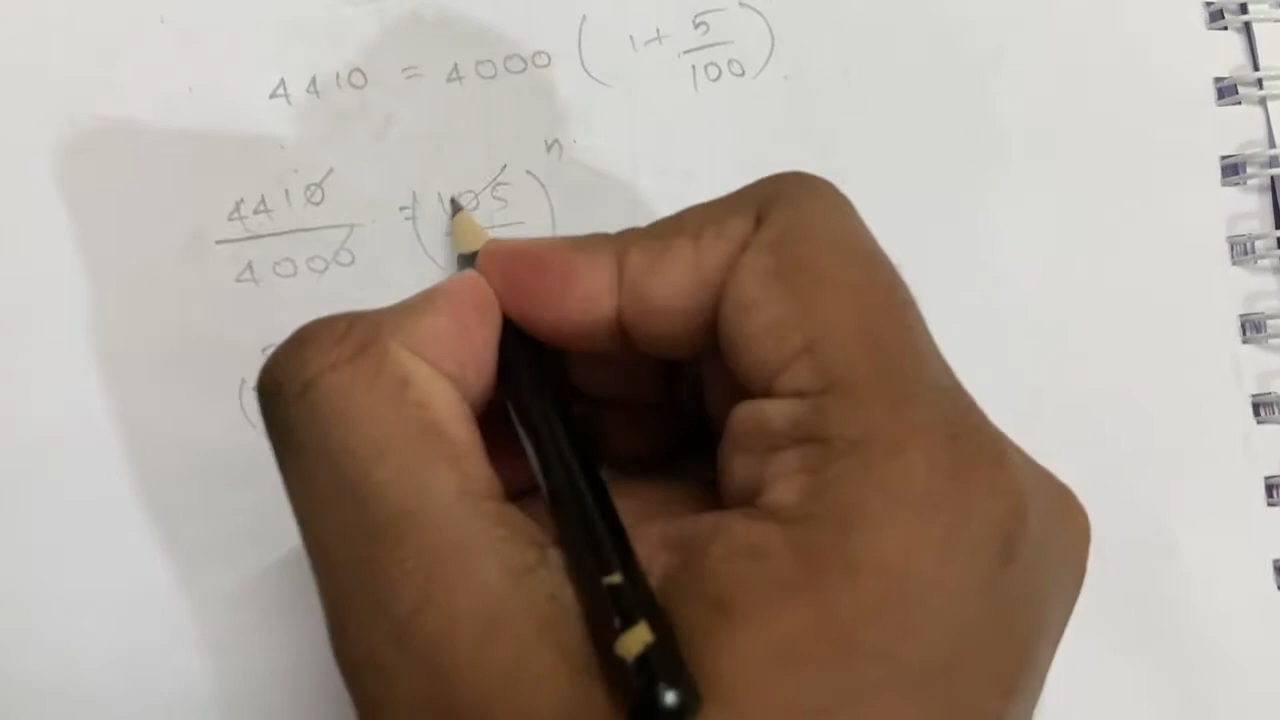 4410 = 4000 ( 1 + 5/100 )
4410/4000 = ( 105 ) n
(